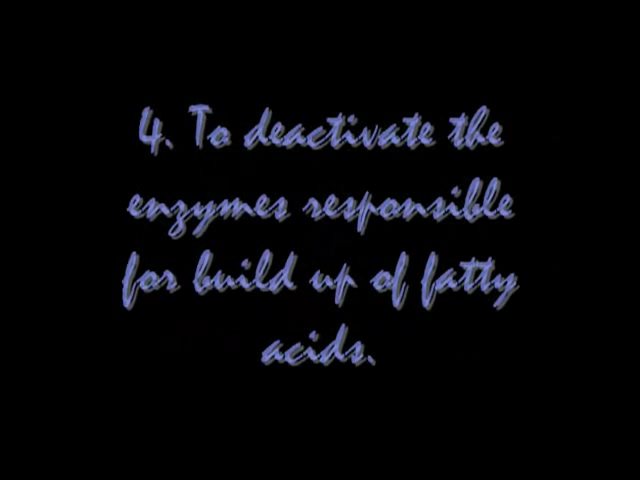 4. To deactivate the
enzymes responsible
for build up of fatty
acids.